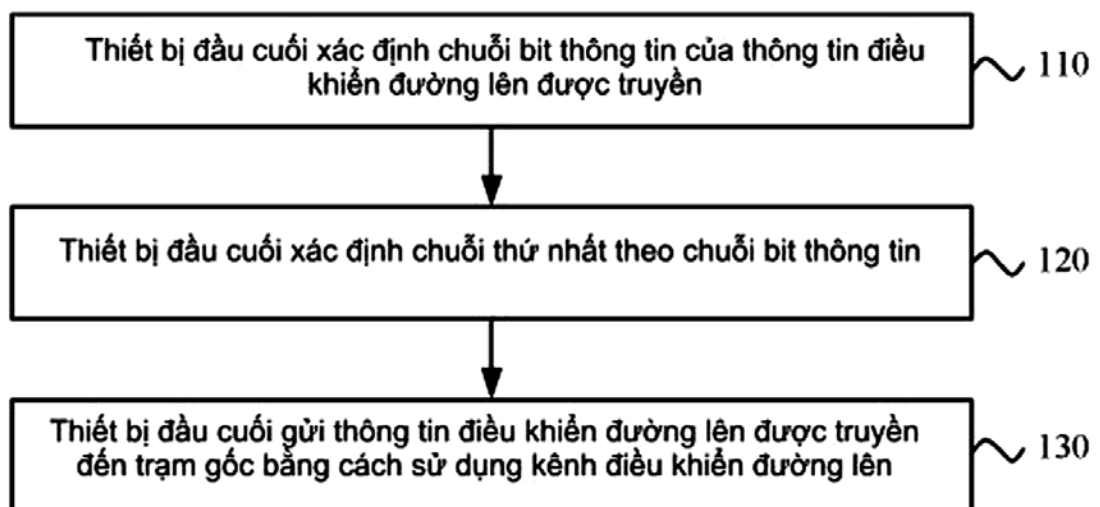 Thiết bị đầu cuối xác định chuỗi bit thông tin của thông tin điều
khiển đường lên được truyền
110
Thiết bị đầu cuối xác định chuỗi thứ nhất theo chuỗi bit thông tin
120
Thiết bị đầu cuối gửi thông tin điều khiển đường lên được truyền
đến trạm gốc bằng cách sử dụng kênh điều khiển đường lên
130